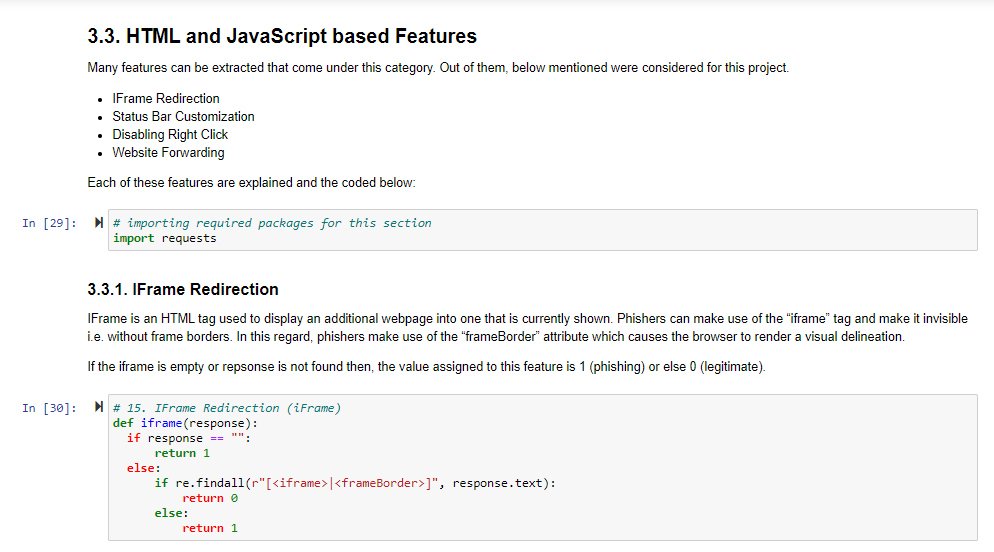 3.3. HTML and JavaScript based Features
Many features can be extracted that come under this category. Out of them, below mentioned were considered for this project.
• IFrame Redirection
• Status Bar Customization
• Disabling Right Click
• Website Forwarding
Each of these features are explained and the coded below:
In [29]: # importing required packages for this section
import requests
3.3.1. IFrame Redirection
IFrame is an HTML tag used to display an additional webpage into one that is currently shown. Phishers can make use of the “iframe” tag and make it invisible
i.e. without frame borders. In this regard, phishers make use of the “frameBorder” attribute which causes the browser to render a visual delineation.
If the iframe is empty or repsonse is not found then, the value assigned to this feature is 1 (phishing) or else 0 (legitimate).
In [30]: # 15. IFrame Redirection (iFrame)
def iframe(response):
  if response == "":
      return 1
  else:
      if re.findall(r"[<iframe>|<frameBorder>]", response.text):
          return 0
      else:
          return 1